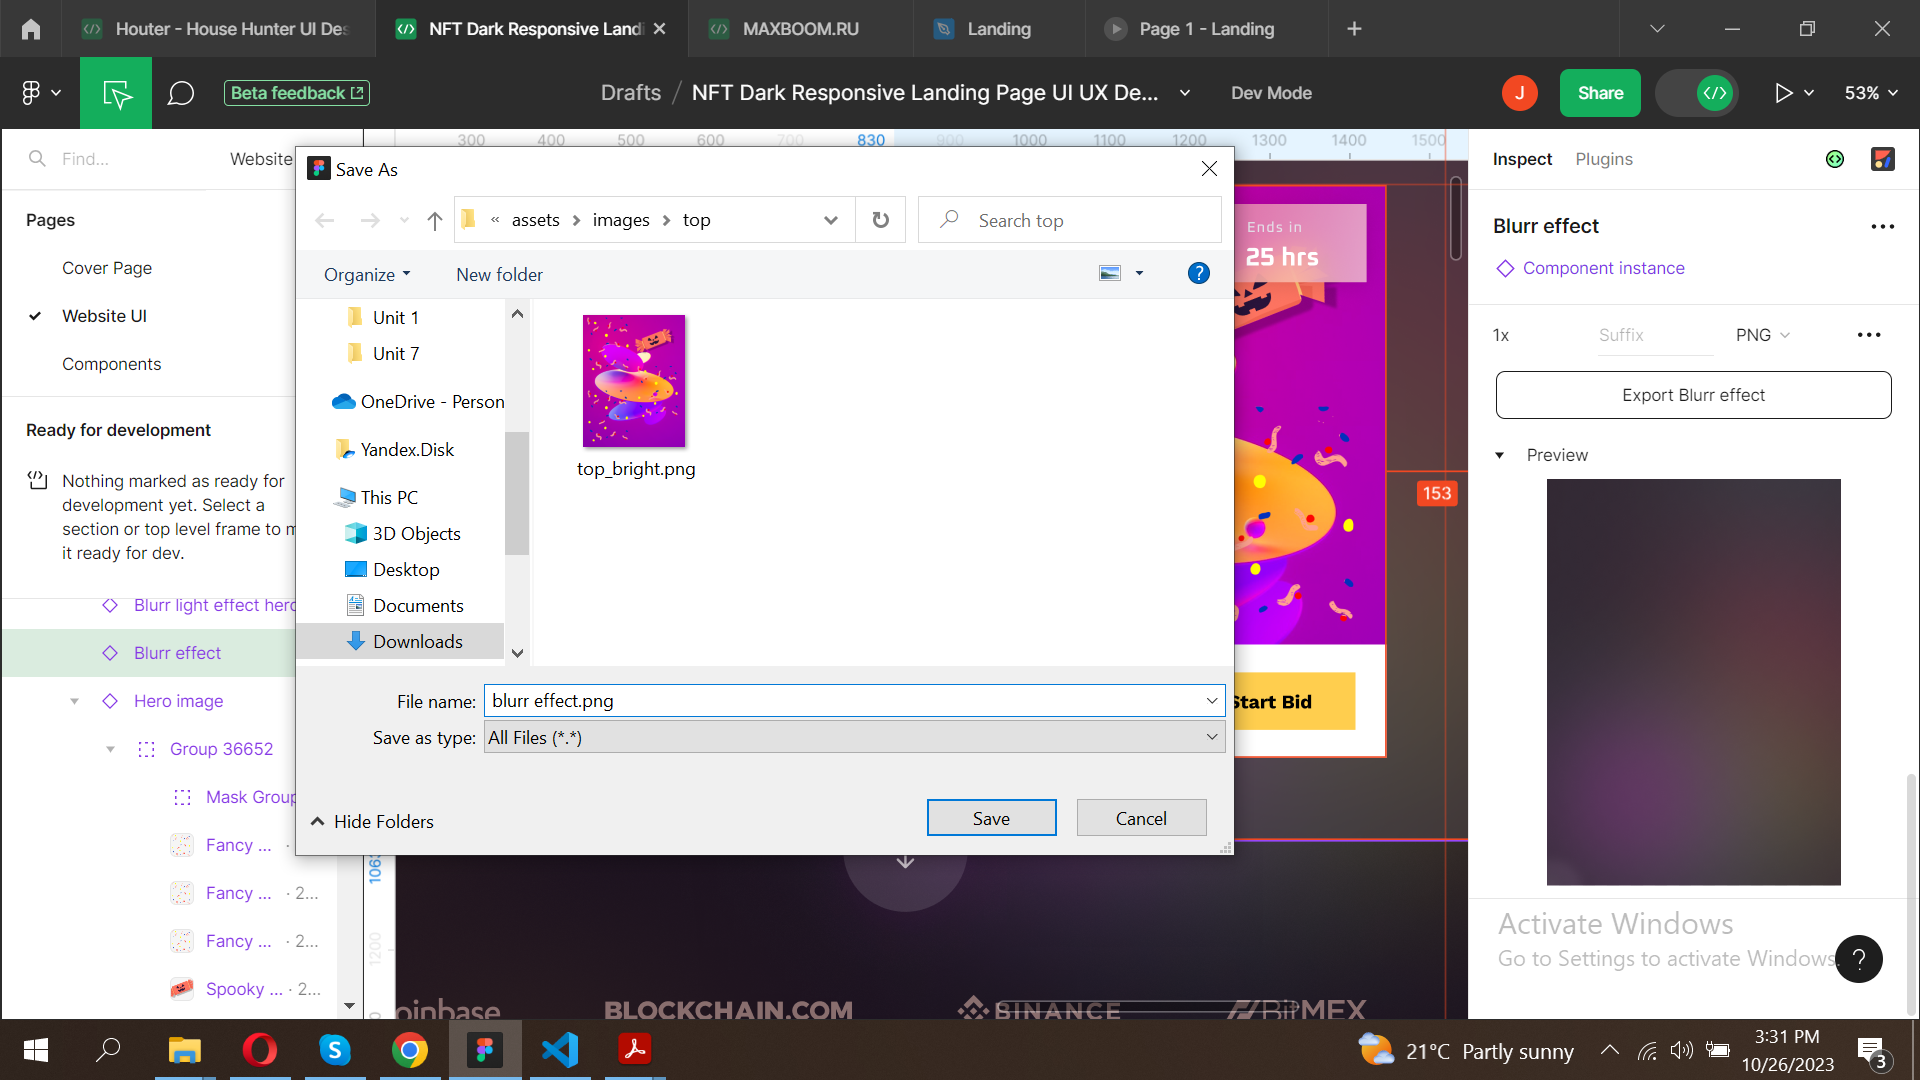 Houter - House Hunter UI Des
NFT Dark Responsive Landi
MAXBOOM.RU
Landing
Page 1 - Landing
Beta feedback
Drafts / NFT Dark Responsive Landing Page UI UX De...
Dev Mode
J
Share
53%
Find...
Website
300 400 500 600 700 830 900 1000 1100 1200 1300 1400 1500
Inspect
Plugins
Pages
Cover Page
Website UI
Components
Ready for development
Nothing marked as ready for
development yet. Select a
section or top level frame to m
it ready for dev.
Blurr light effect hero
Blurr effect
Hero image
Group 36652
Mask Group
Fancy ...
Fancy ... · 2...
Fancy ... · 2...
Spooky ... · 2...
Save As
« assets > images > top
Search top
Organize
New folder
Unit 1
Unit 7
OneDrive - Person
Yandex.Disk
This PC
3D Objects
Desktop
Documents
Downloads
top_bright.png
File name: blurr effect.png
Save as type: All Files (*.*)
Hide Folders
Save
Cancel
Ends in
25 hrs
153
Start Bid
1200
oinbase
BLOCKCHAIN.COM
BINANCE
BitMEX
Blurr effect
Component instance
1x
Suffix
PNG
Export Blurr effect
Preview
Activate Windows
Go to Settings to activate Windows.
?
21°C Partly sunny
3:31 PM
10/26/2023
3